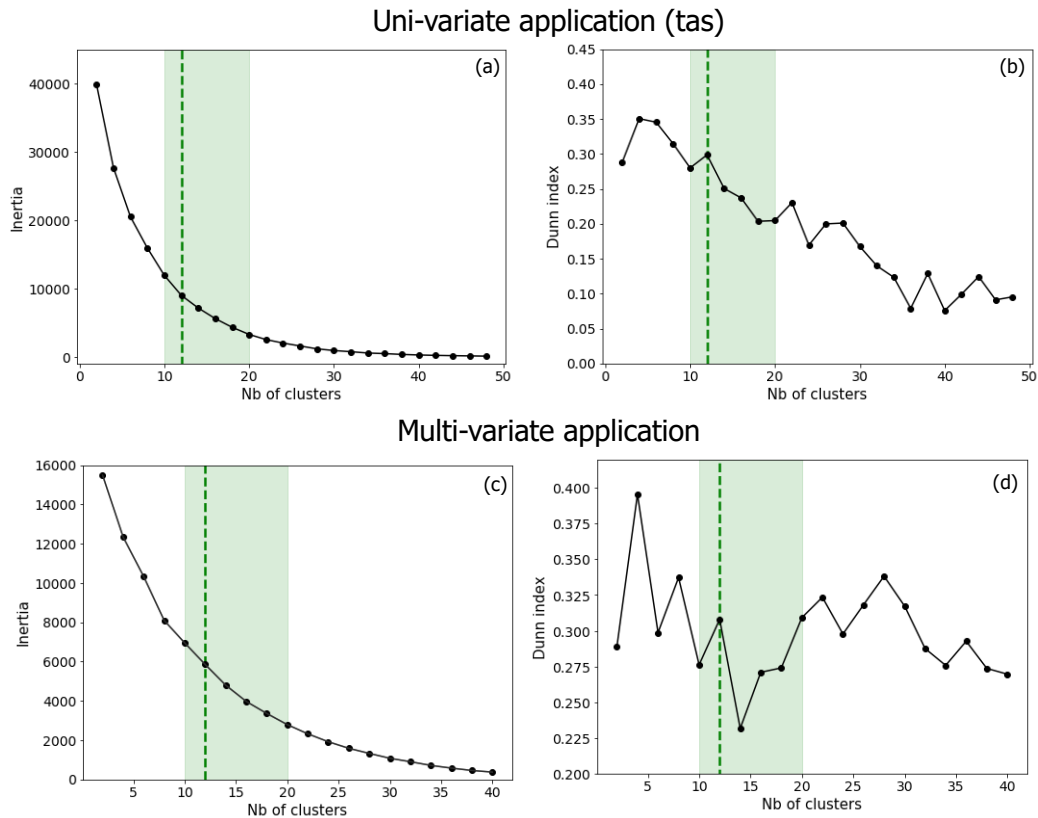 Uni-variate application (tas)
(a)
Inertia
40000
30000
20000
10000
0
0 10 20 30 40 50
Nb of clusters
(b)
Dunn index
0.45
0.40
0.35
0.30
0.25
0.20
0.15
0.10
0.05
0.00
0 10 20 30 40 50
Nb of clusters
Multi-variate application
(c)
Inertia
16000
14000
12000
10000
8000
6000
4000
2000
0
5 10 15 20 25 30 35 40
Nb of clusters
(d)
Dunn index
0.400
0.375
0.350
0.325
0.300
0.275
0.250
0.225
0.200
5 10 15 20 25 30 35 40
Nb of clusters